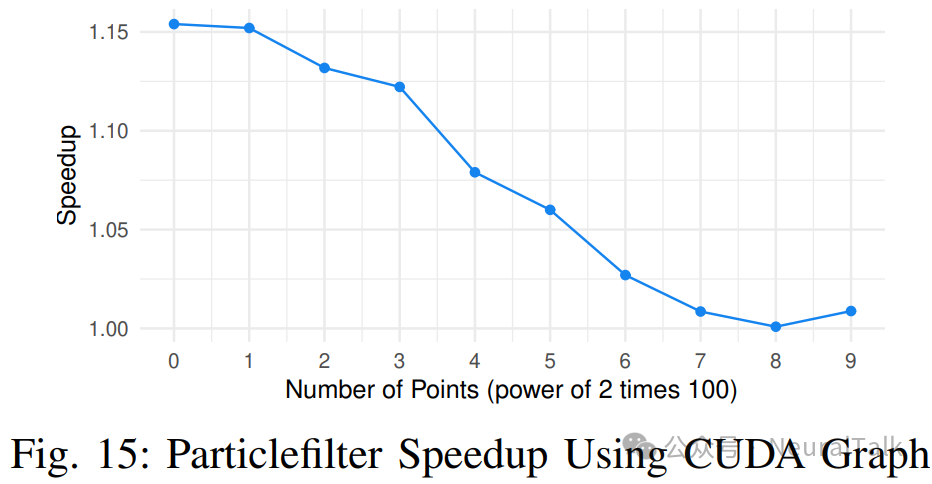 1.15
1.10
1.05
1.00
Speedup
0 1 2 3 4 5 6 7 8 9
Number of Points (power of 2 times 100)
Fig. 15: Particlefilter Speedup Using CUDA Graph
公众号 · NeuralTalk